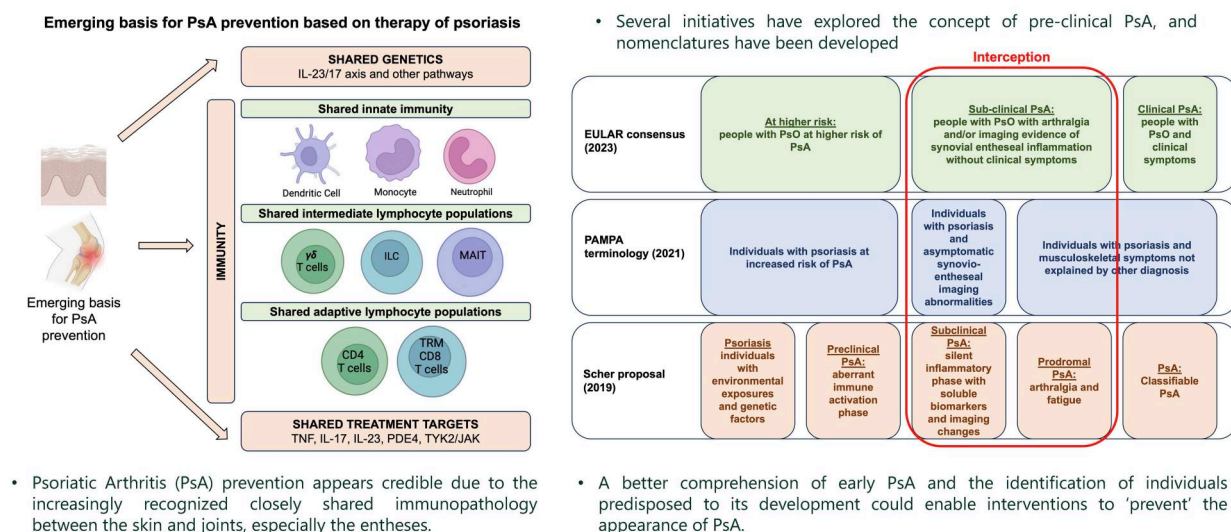 Emerging basis for PsA prevention based on therapy of psoriasis
SHARED GENETICS
IL-23/17 axis and other pathways
IMMUNITY
Shared innate immunity
Dendritic Cell
Monocyte
Neutrophil
Shared intermediate lymphocyte populations
γδ
T cells
ILC
MAIT
Shared adaptive lymphocyte populations
CD4
T cells
TRM
CD8
T cells
Emerging basis
for PsA
prevention
SHARED TREATMENT TARGETS
TNF, IL-17, IL-23, PDE4, TYK2/JAK
• Psoriatic Arthritis (PsA) prevention appears credible due to the
increasingly recognized closely shared immunopathology
between the skin and joints, especially the entheses.
• Several initiatives have explored the concept of pre-clinical PsA, and
nomenclatures have been developed
Interception
EULAR consensus
(2023)
At higher risk:
people with PsO at higher risk of
PsA
Sub-clinical PsA:
people with PsO with arthralgia
and/or imaging evidence of
synovial entheseal inflammation
without clinical symptoms
Clinical PsA:
people with
PsO and
clinical
symptoms
PAMPA
terminology (2021)
Individuals with psoriasis at
increased risk of PsA
Individuals
with psoriasis
and
asymptomatic
synovio-
entheseal
imaging
abnormalities
Individuals with psoriasis and
musculoskeletal symptoms not
explained by other diagnosis
Scher proposal
(2019)
Psoriasis
individuals
with
environmental
exposures
and genetic
factors
Preclinical
PsA:
aberrant
immune
activation
phase
Subclinical
PsA:
silent
inflammatory
phase with
soluble
biomarkers
and imaging
changes
Prodromal
PsA:
arthralgia and
fatigue
PsA:
Classifiable
PsA
• A better comprehension of early PsA and the identification of individuals
predisposed to its development could enable interventions to ‘prevent’ the
appearance of PsA.